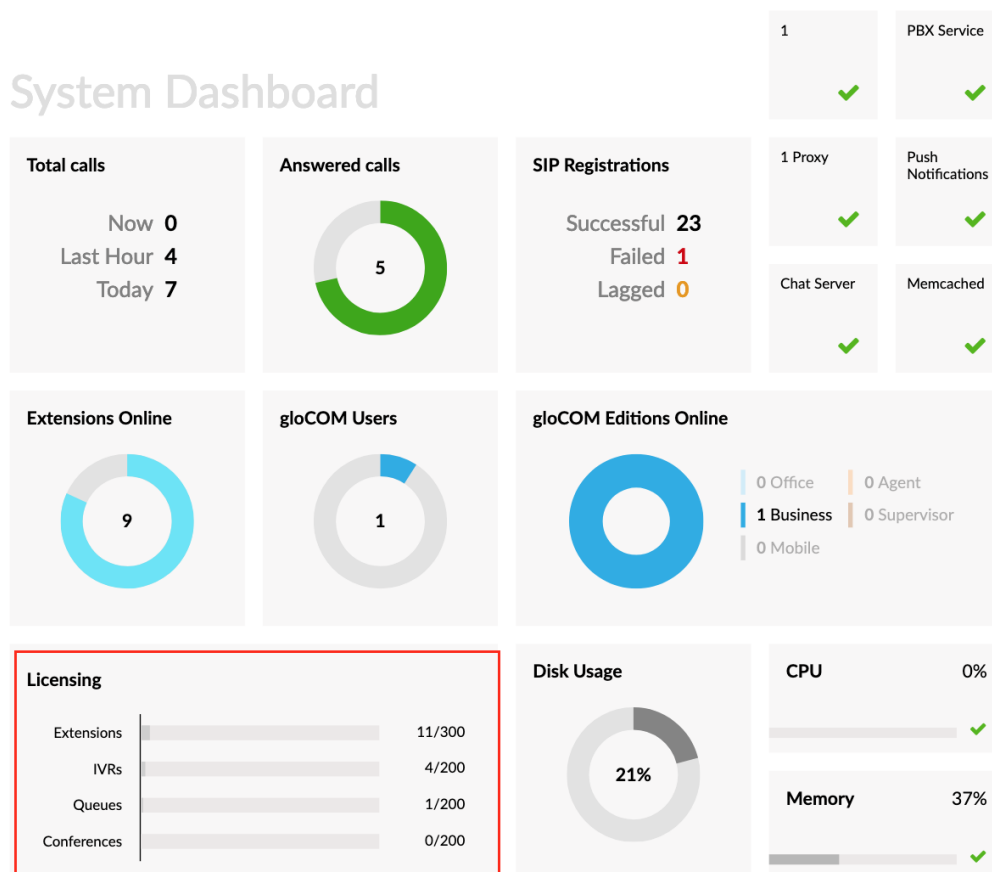 System Dashboard
1
PBX Service
Total calls
Now 0
Last Hour 4
Today 7
Answered calls
5
SIP Registrations
Successful 23
Failed 1
Lagged 0
1 Proxy
Push
Notifications
Chat Server
Memcached
Extensions Online
9
gloCOM Users
1
gloCOM Editions Online
0 Office
0 Agent
1 Business
0 Supervisor
0 Mobile
Licensing
Extensions 11/300
IVRs 4/200
Queues 1/200
Conferences 0/200
Disk Usage
21%
CPU 0%
Memory 37%